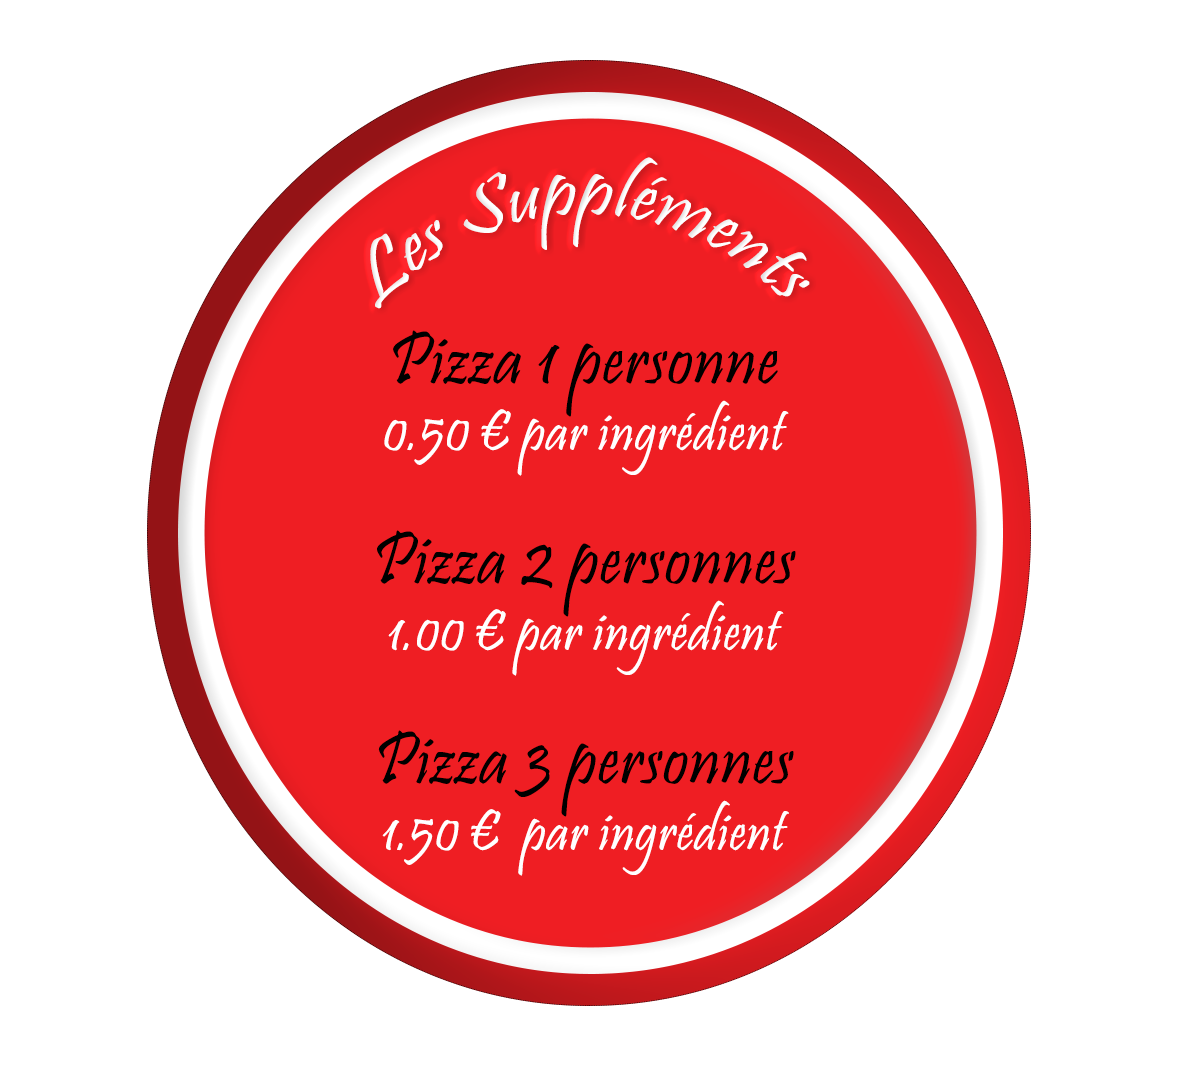 Les Suppléments
Pizza 1 personne
0.50 € par ingrédient
Pizza 2 personnes
1.00 € par ingrédient
Pizza 3 personnes
1.50 € par ingrédient